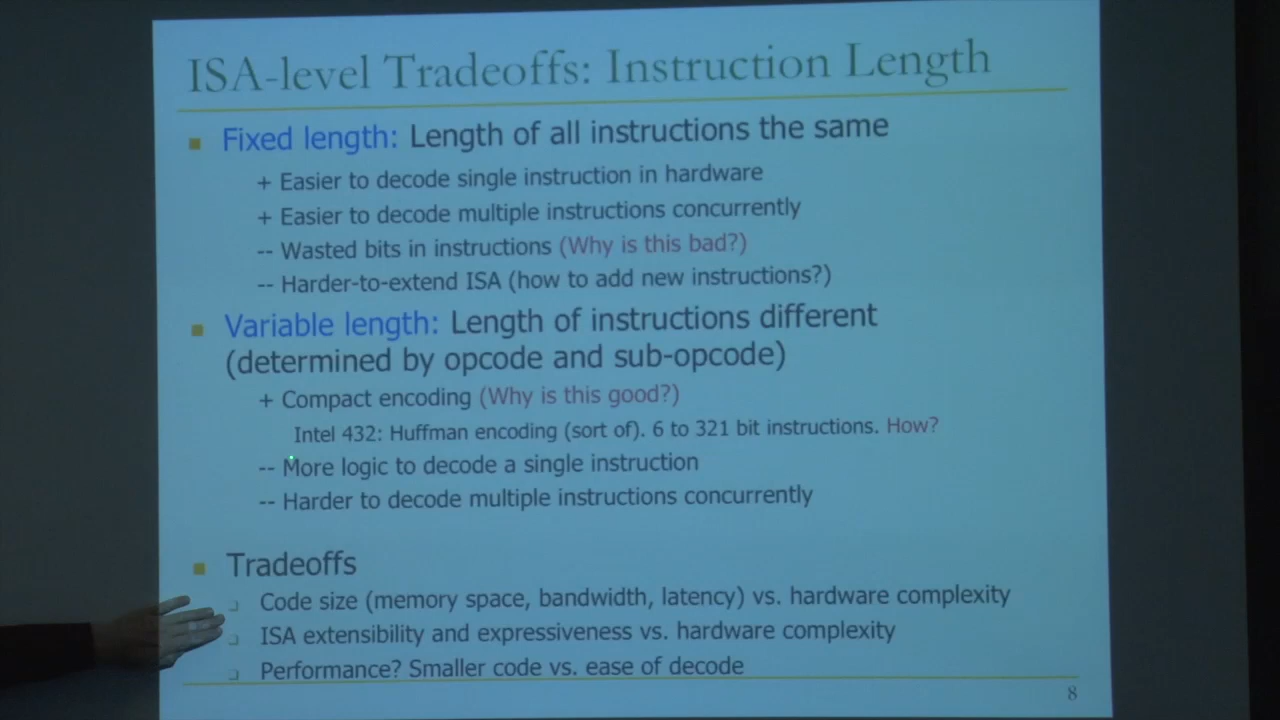 ISA-level Tradeoffs: Instruction Length
Fixed length: Length of all instructions the same
+ Easier to decode single instruction in hardware
+ Easier to decode multiple instructions concurrently
-- Wasted bits in instructions (Why is this bad?)
-- Harder-to-extend ISA (how to add new instructions?)
Variable length: Length of instructions different
(determined by opcode and sub-opcode)
+ Compact encoding (Why is this good?)
Intel 432: Huffman encoding (sort of). 6 to 321 bit instructions. How?
-- More logic to decode a single instruction
-- Harder to decode multiple instructions concurrently
Tradeoffs
Code size (memory space, bandwidth, latency) vs. hardware complexity
ISA extensibility and expressiveness vs. hardware complexity
Performance? Smaller code vs. ease of decode
8